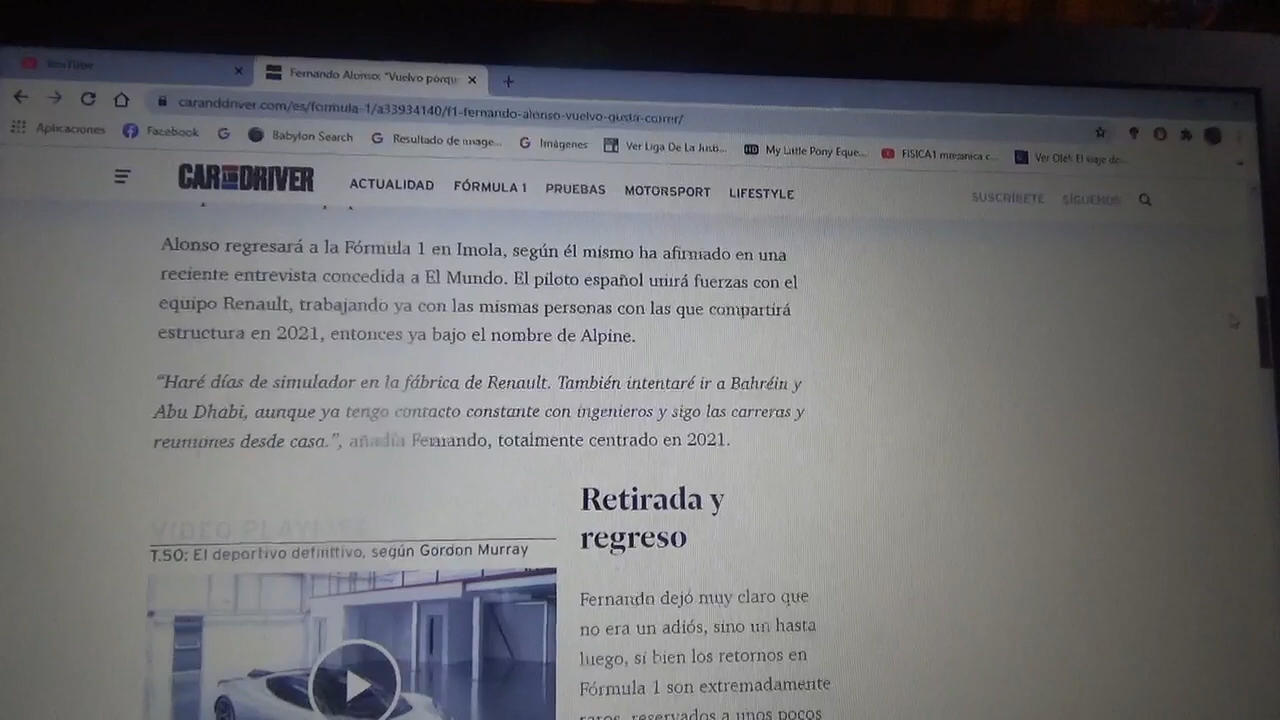 YouTube
Fernando Alonso: "Vuelvo porqu
caranddriver.com/es/formula-1/a33934140/f1-fernando-alonso-vuelvo-gusta-correr/
Aplicaciones Facebook Babylon Search Resultado de image... Imágenes Ver Liga De La Justi... My Little Pony Eque... FISICA1 mecanica c... Ver Olé!: El viaje de...
CAR AND DRIVER ACTUALIDAD FÓRMULA 1 PRUEBAS MOTORSPORT LIFESTYLE SUSCRÍBETE SÍGUENOS
Alonso regresará a la Fórmula 1 en Imola, según él mismo ha afirmado en una
reciente entrevista concedida a El Mundo. El piloto español unirá fuerzas con el
equipo Renault, trabajando ya con las mismas personas con las que compartirá
estructura en 2021, entonces ya bajo el nombre de Alpine.
“Haré días de simulador en la fábrica de Renault. También intentaré ir a Bahréin y
Abu Dhabi, aunque ya tengo contacto constante con ingenieros y sigo las carreras y
reuniones desde casa.”, añadía Fernando, totalmente centrado en 2021.
VIDEO PLAYLIST
T.50: El deportivo definitivo, según Gordon Murray
Retirada y
regreso
Fernando dejó muy claro que
no era un adiós, sino un hasta
luego, si bien los retornos en
Fórmula 1 son extremadamente
raros, reservados a unos pocos